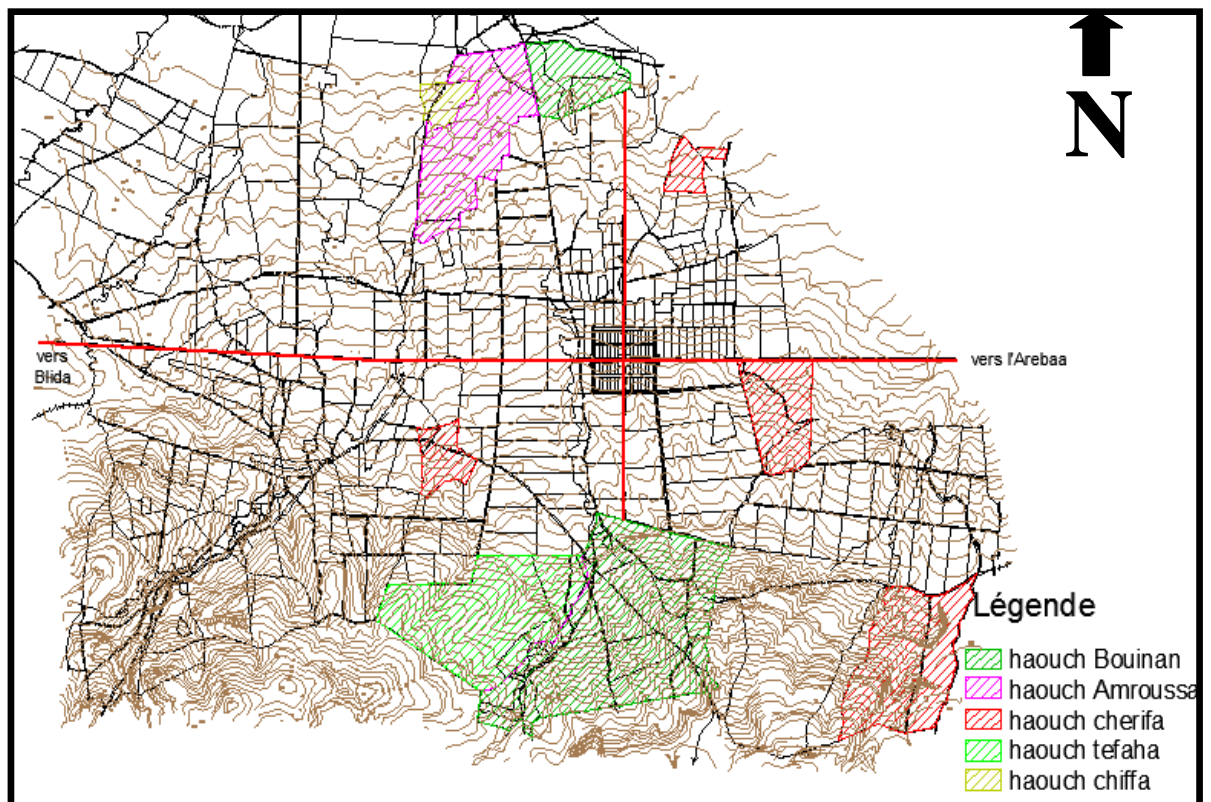 N
vers
Blida
vers l'Arebaa
Légende
haouch Bouinan
haouch Amroussa
haouch cherifa
haouch tefaha
haouch chiffa